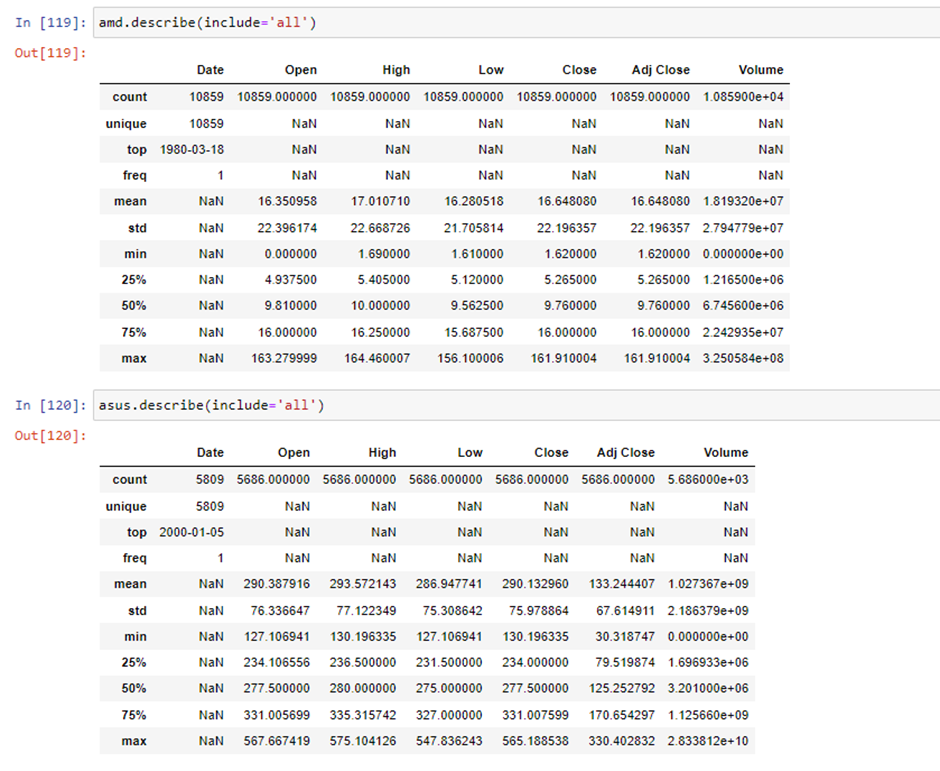 In [119]: amd.describe(include='all')
Out[119]:
Date Open High Low Close Adj Close Volume
count 10859 10859.000000 10859.000000 10859.000000 10859.000000 10859.000000 1.085900e+04
unique 10859 NaN NaN NaN NaN NaN NaN
top 1980-03-18 NaN NaN NaN NaN NaN NaN
freq 1 NaN NaN NaN NaN NaN NaN
mean NaN 16.350958 17.010710 16.280518 16.648080 16.648080 1.819320e+07
std NaN 22.396174 22.668726 21.705814 22.196357 22.196357 2.794779e+07
min NaN 0.000000 1.690000 1.610000 1.620000 1.620000 0.000000e+00
25% NaN 4.937500 5.405000 5.120000 5.265000 5.265000 1.216500e+06
50% NaN 9.810000 10.000000 9.562500 9.760000 9.760000 6.745600e+06
75% NaN 16.000000 16.250000 15.687500 16.000000 16.000000 2.242935e+07
max NaN 163.279999 164.460007 156.100006 161.910004 161.910004 3.250584e+08
In [120]: asus.describe(include='all')
Out[120]:
Date Open High Low Close Adj Close Volume
count 5809 5686.000000 5686.000000 5686.000000 5686.000000 5686.000000 5.686000e+03
unique 5809 NaN NaN NaN NaN NaN NaN
top 2000-01-05 NaN NaN NaN NaN NaN NaN
freq 1 NaN NaN NaN NaN NaN NaN
mean NaN 290.387916 293.572143 286.947741 290.132960 133.244407 1.027367e+09
std NaN 76.336647 77.122349 75.308642 75.978864 67.614911 2.186379e+09
min NaN 127.106941 130.196335 127.106941 130.196335 30.318747 0.000000e+00
25% NaN 234.106556 236.500000 231.500000 234.000000 79.519874 1.696933e+06
50% NaN 277.500000 280.000000 275.000000 277.500000 125.252792 3.201000e+06
75% NaN 331.005699 335.315742 327.000000 331.007599 170.654297 1.125660e+09
max NaN 567.667419 575.104126 547.836243 565.188538 330.402832 2.833812e+10